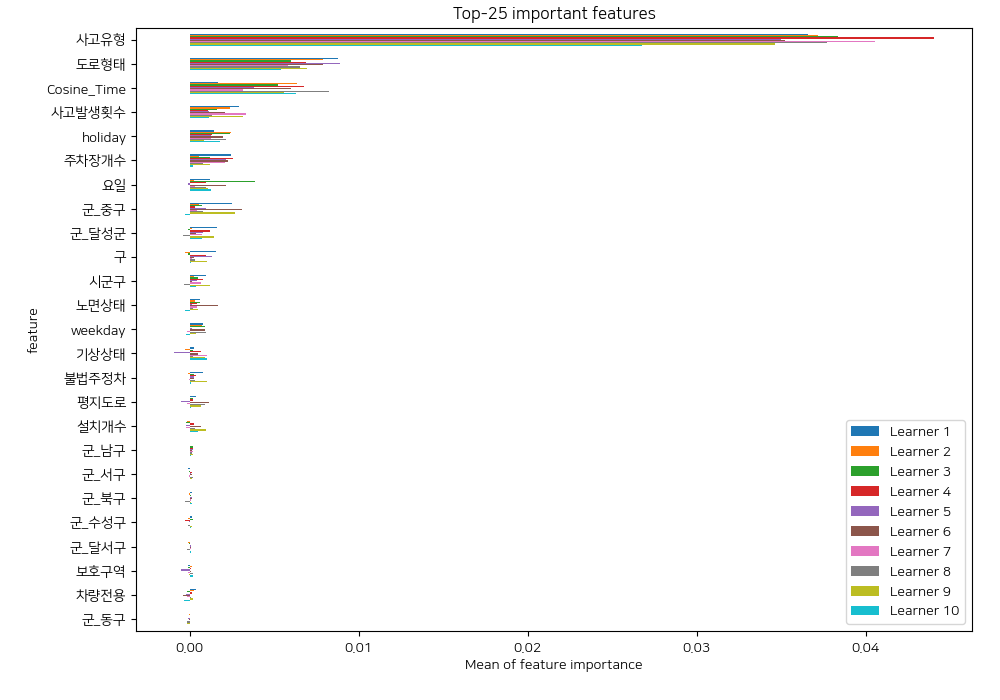 Top-25 important features
사고유형
도로형태
Cosine_Time
사고발생횟수
holiday
주차장개수
요일
군_중구
군_달성군
구
시군구
노면상태
weekday
기상상태
불법주정차
평지도로
설치개수
군_남구
군_서구
군_북구
군_수성구
군_달서구
보호구역
차량전용
군_동구
feature
Learner 1
Learner 2
Learner 3
Learner 4
Learner 5
Learner 6
Learner 7
Learner 8
Learner 9
Learner 10
0.00 0.01 0.02 0.03 0.04
Mean of feature importance